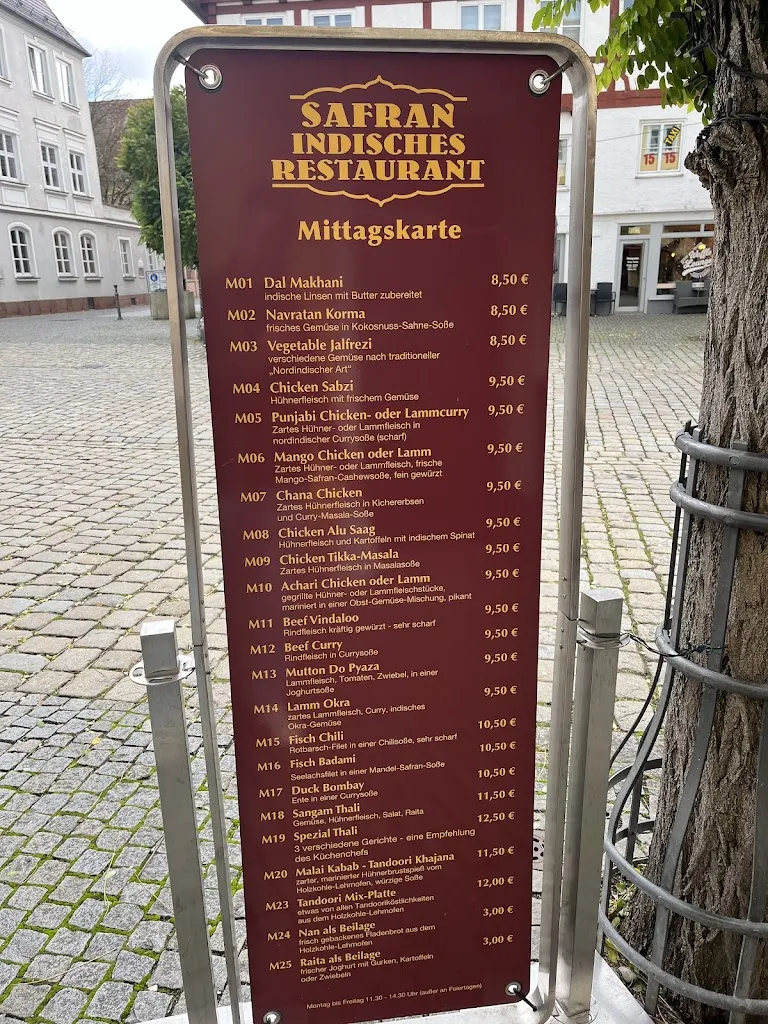 SAFRAN
INDISCHES
RESTAURANT
Mittagskarte
M01 Dal Makhani 8,50 €
indische Linsen mit Butter zubereitet
M02 Navratan Korma 8,50 €
frisches Gemüse in Kokosnuss-Sahne-Soße
M03 Vegetable Jalfrezi 8,50 €
verschiedene Gemüse nach traditioneller
„Nordindischer Art"
M04 Chicken Sabzi 9,50 €
Hühnerfleisch mit frischem Gemüse
M05 Punjabi Chicken- oder Lammcurry 9,50 €
Zartes Hühner- oder Lammfleisch in
nordindischer Currysoße (scharf)
M06 Mango Chicken oder Lamm 9,50 €
Zartes Hühner- oder Lammfleisch, frische
Mango-Safran-Cashewsoße, fein gewürzt
M07 Chana Chicken 9,50 €
Zartes Hühnerfleisch in Kichererbsen
und Curry-Masala-Soße
M08 Chicken Alu Saag 9,50 €
Hühnerfleisch und Kartoffeln mit indischem Spinat
M09 Chicken Tikka-Masala 9,50 €
Zartes Hühnerfleisch in Masalasoße
M10 Achari Chicken oder Lamm 9,50 €
gegrillte Hühner- oder Lammfleischstücke,
mariniert in einer Obst-Gemüse-Mischung, pikant
M11 Beef Vindaloo 9,50 €
Rindfleisch kräftig gewürzt - sehr scharf
M12 Beef Curry 9,50 €
Rindfleisch in Currysoße
M13 Mutton Do Pyaza 9,50 €
Lammfleisch, Tomaten, Zwiebel, in einer
Joghurtsoße
M14 Lamm Okra 9,50 €
zartes Lammfleisch, Curry, indisches
Okra-Gemüse
M15 Fisch Chili 10,50 €
Rotbarsch-Filet in einer Chilisoße, sehr scharf
M16 Fisch Badami 10,50 €
Seelachsfilet in einer Mandel-Safran-Soße
M17 Duck Bombay 10,50 €
Ente in einer Currysoße
M18 Sangam Thali 11,50 €
Gemüse, Hühnerfleisch, Salat, Raita
M19 Spezial Thali 12,50 €
3 verschiedene Gerichte - eine Empfehlung
des Küchenchefs
M20 Malai Kabab - Tandoori Khajana 11,50 €
zarter, marinierter Hühnerbrustspieß vom
Holzkohle-Lehmofen, würzige Soße
M23 Tandoori Mix-Platte 12,00 €
etwas von allen Tandooriköstlichkeiten
aus dem Holzkohle-Lehmofen
M24 Nan als Beilage 3,00 €
frisch gebackenes Fladenbrot aus dem
Holzkohle-Lehmofen
M25 Raita als Beilage 3,00 €
frischer Joghurt mit Gurken, Kartoffeln
oder Zwiebeln
Montag bis Freitag 11.30 - 14.30 Uhr (außer an Feiertagen)
TAXI
15 15